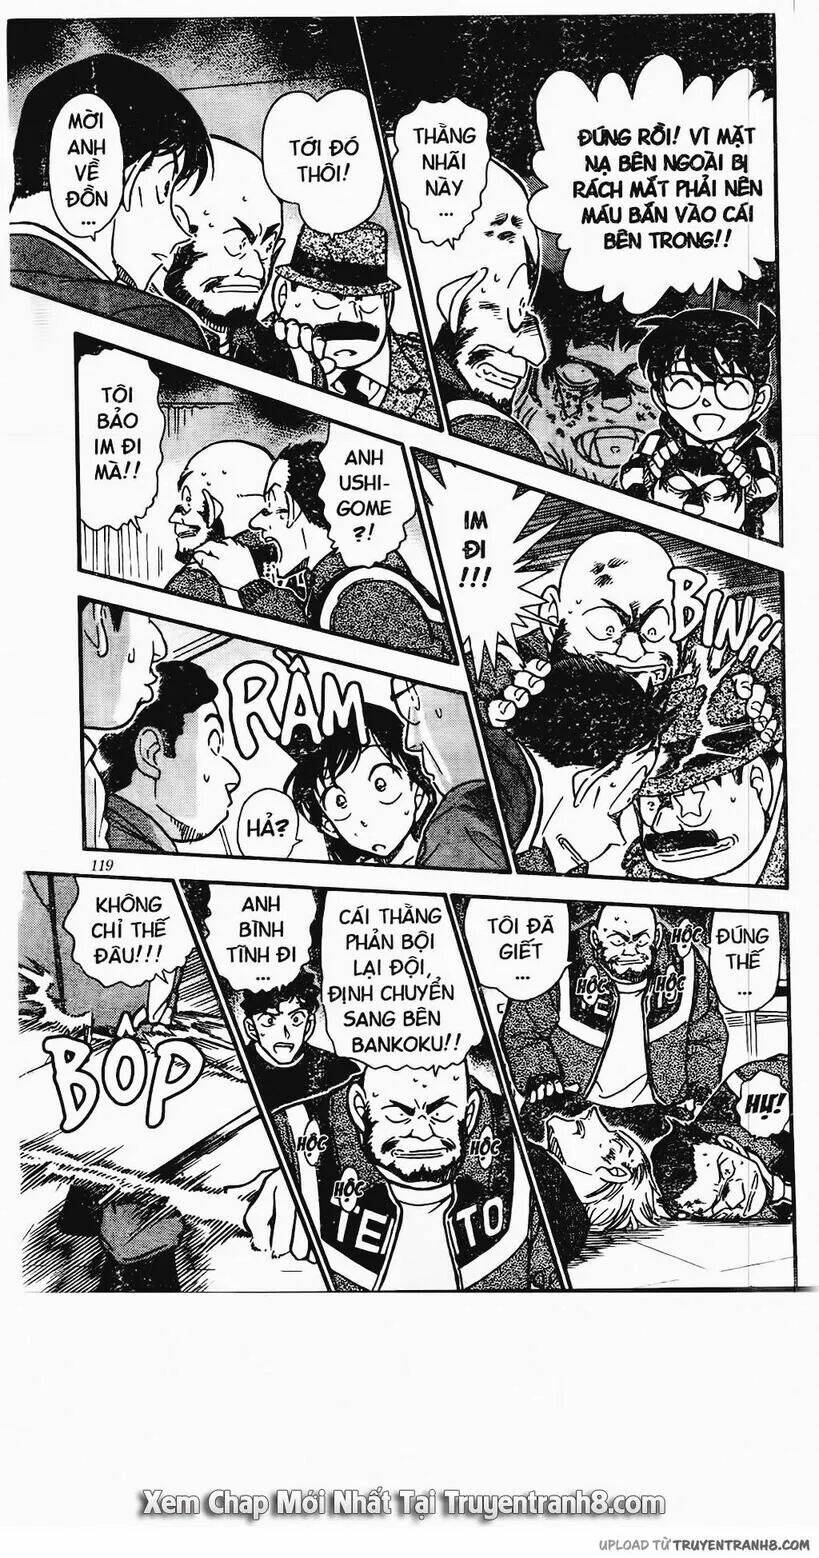 ĐÚNG RỒI! VÌ MẶT
NẠ BÊN NGOÀI BỊ
RÁCH MẮT PHẢI NÊN
MÁU BẮN VÀO CÁI
BÊN TRONG!!
THẰNG
NHÃI
NÀY
...
TỚI ĐÓ
THÔI!
MỜI
ANH
VỀ
ĐỒN
...
IM
ĐI
!!!
BINH
ANH
USHI-
GOME
?!
TÔI
BẢO
IM ĐI
MÀ!!
RẦM
HẢ?
119
ĐÚNG
THẾ
...
HỘC
HỘC
HỘC
HỰ!
TÔI ĐÃ
GIẾT
...
CÁI THẰNG
PHẢN BỘI
LẠI ĐỘI,
ĐỊNH CHUYỂN
SANG BÊN
BANKOKU!!
HỘC
HỘC
HỘC
TE TO
ANH
BÌNH
TĨNH ĐI
...
KHÔNG
CHỈ THẾ
ĐÂU!!!
BỐP
Xem Chap Mới Nhất Tại Truyentranh8.com
UPLOAD TỪ TRUYENTRANH8.COM